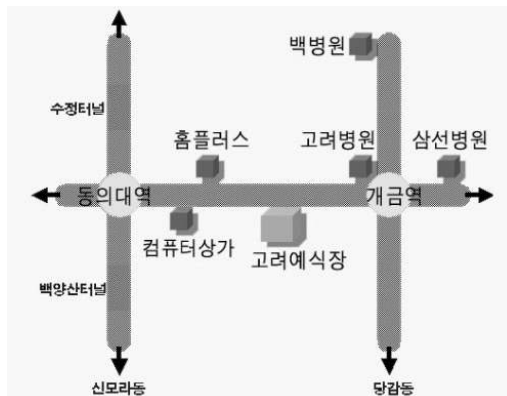 백병원
수정터널
홈플러스
고려병원
삼선병원
동의대역
개금역
컴퓨터상가
고려예식장
백양산터널
신모라동
당감동